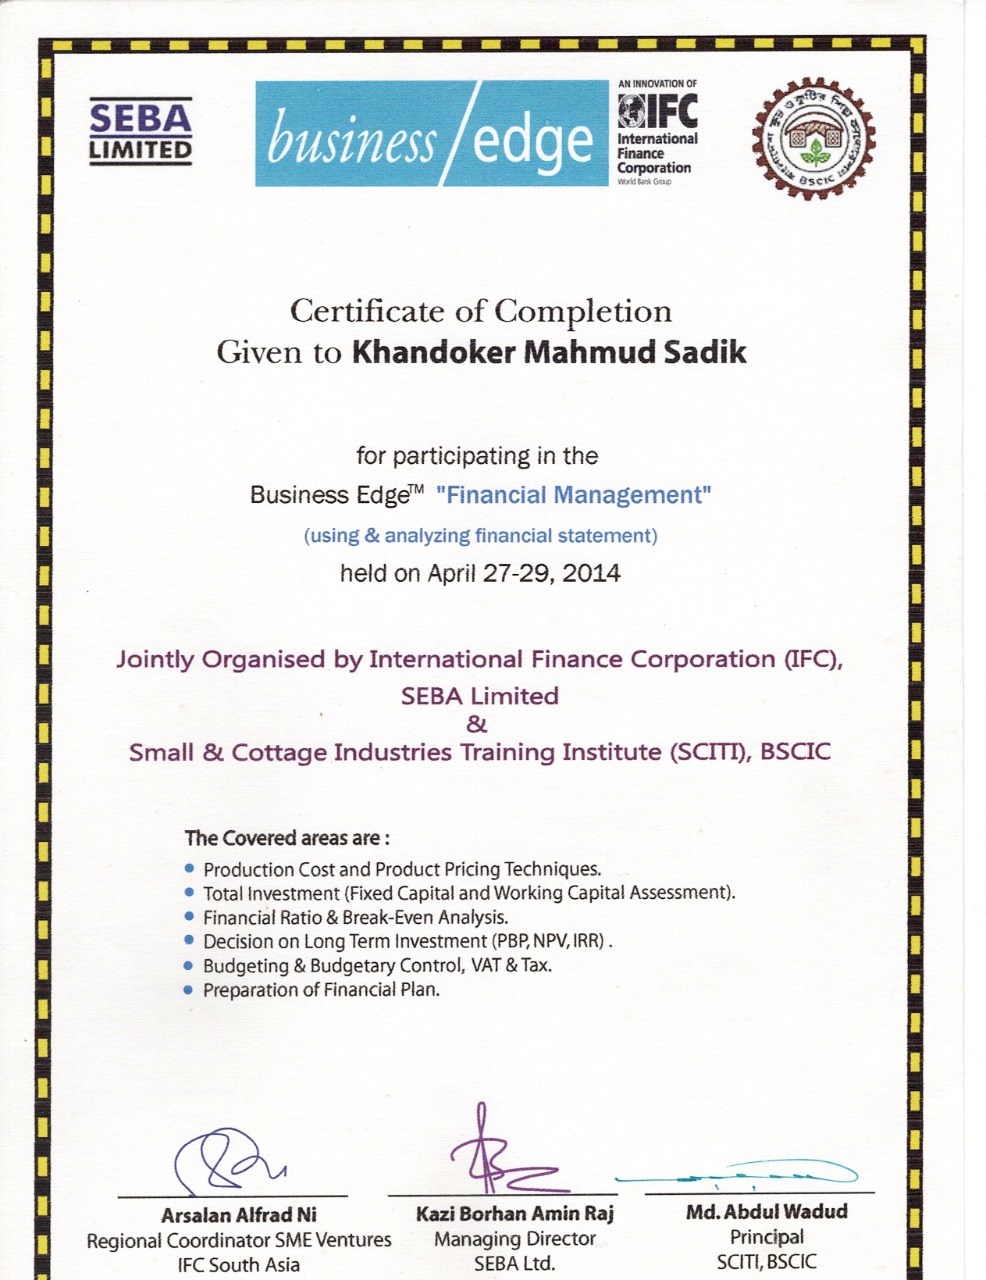 SEBA
LIMITED
business/edge
AN INNOVATION OF
IFC
International
Finance
Corporation
World Bank Group
BSCIC
Certificate of Completion
Given to Khandoker Mahmud Sadik
for participating in the
Business Edge™ "Financial Management"
(using & analyzing financial statement)
held on April 27-29, 2014
Jointly Organised by International Finance Corporation (IFC),
SEBA Limited
&
Small & Cottage Industries Training Institute (SCITI), BSCIC
The Covered areas are :
• Production Cost and Product Pricing Techniques.
• Total Investment (Fixed Capital and Working Capital Assessment).
• Financial Ratio & Break-Even Analysis.
• Decision on Long Term Investment (PBP, NPV, IRR) .
• Budgeting & Budgetary Control, VAT & Tax.
• Preparation of Financial Plan.
Arsalan Alfrad Ni
Regional Coordinator SME Ventures
IFC South Asia
Kazi Borhan Amin Raj
Managing Director
SEBA Ltd.
Md. Abdul Wadud
Principal
SCITI, BSCIC